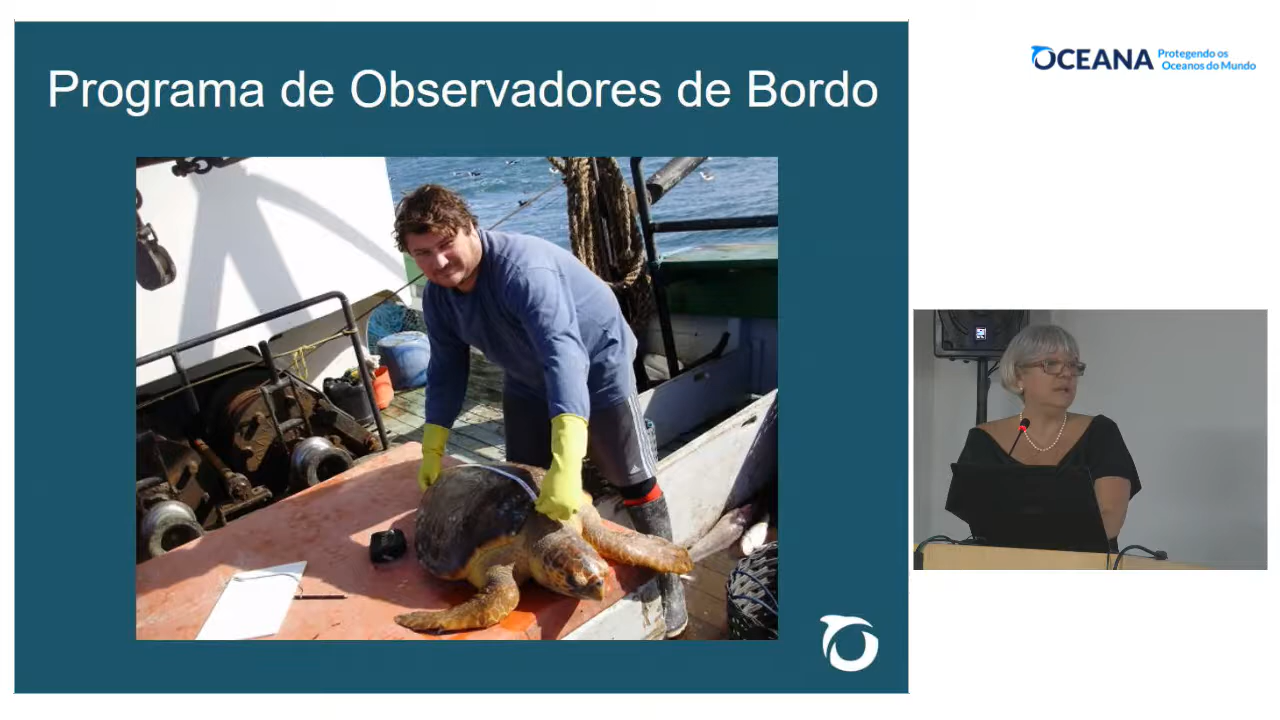 Programa de Observadores de Bordo
OCEANA Protegendo os
Oceanos do Mundo